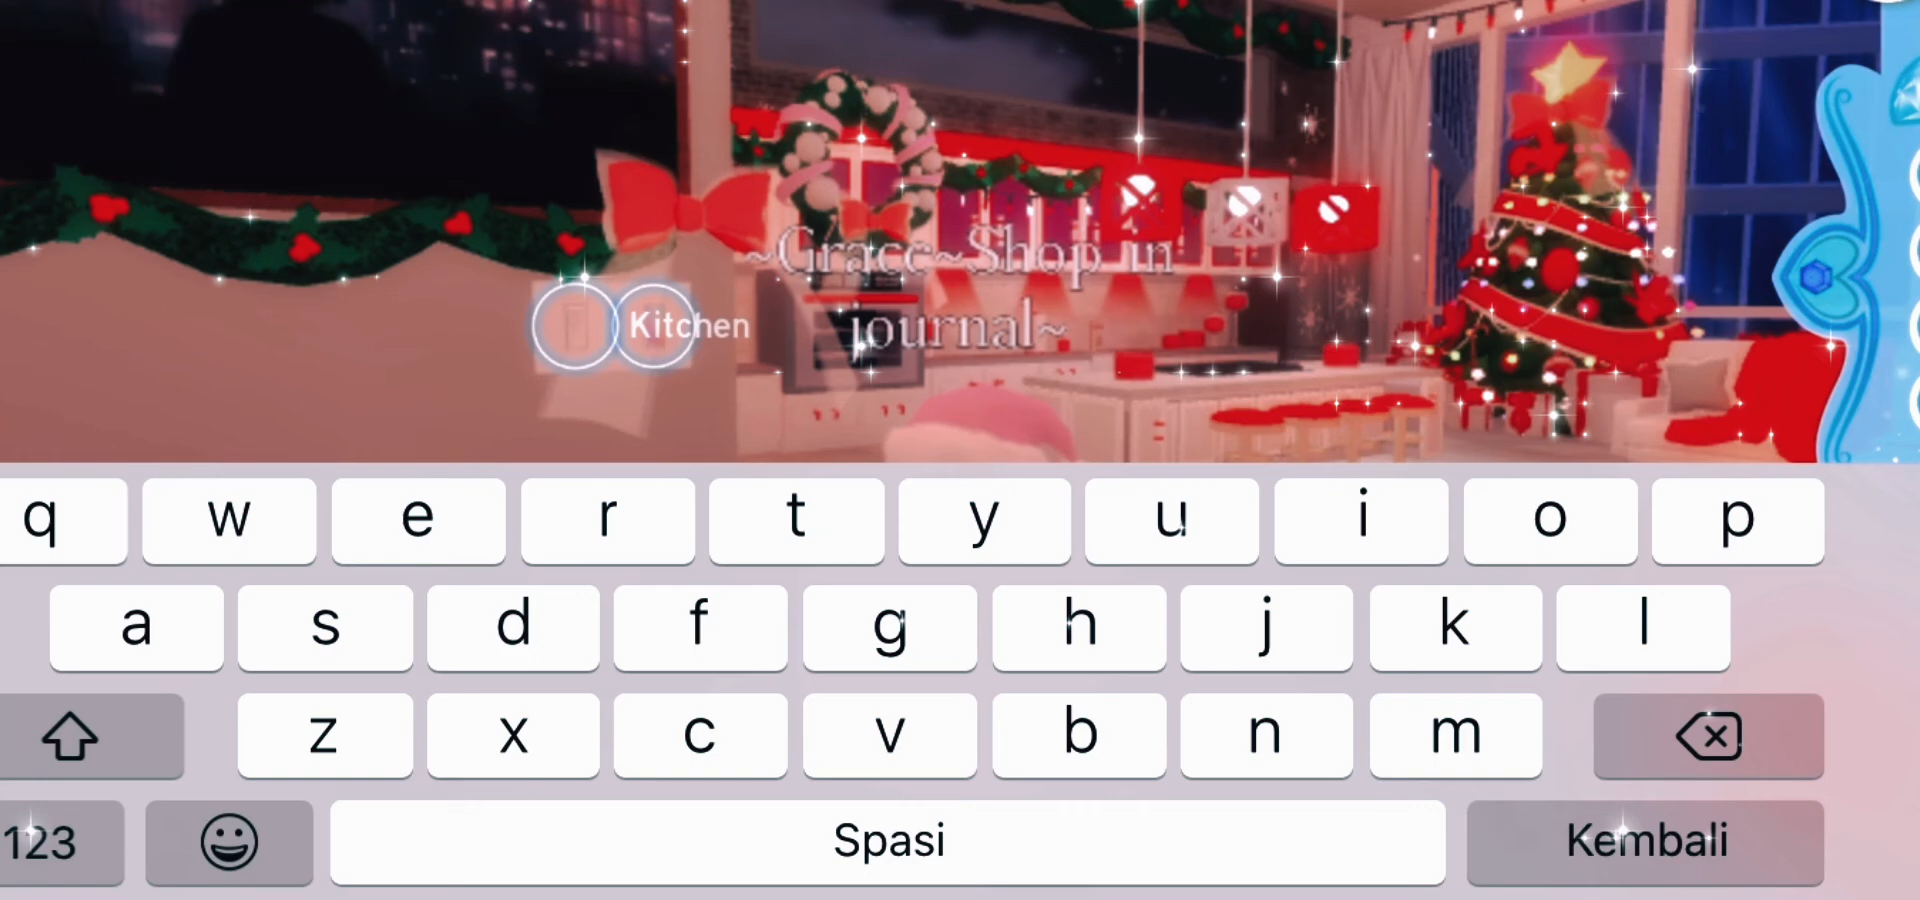 ~Grace~Shop in
journal~
Kitchen
q w e r t y u i o p
a s d f g h j k l
z x c v b n m
123 Spasi Kembali